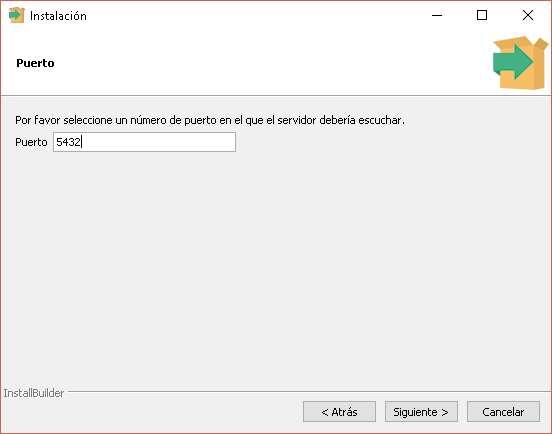 Instalación
Puerto
Por favor seleccione un número de puerto en el que el servidor debería escuchar.
Puerto 5432
InstallBuilder
< Atrás Siguiente > Cancelar